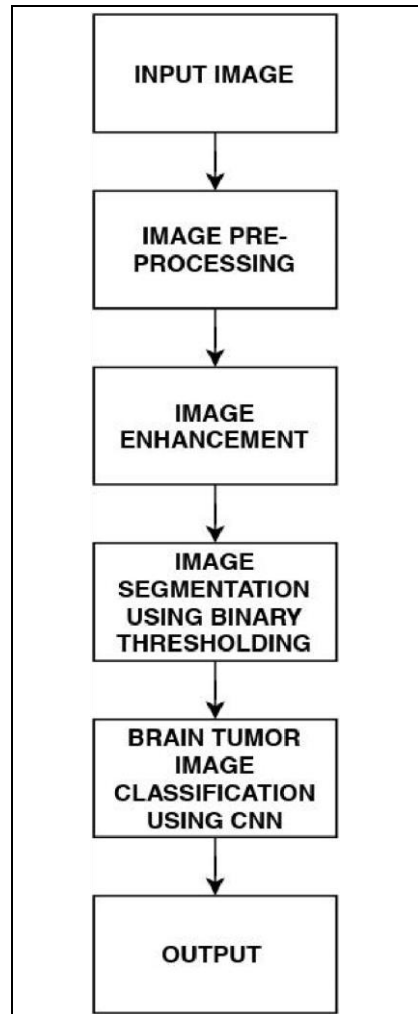 INPUT IMAGE
IMAGE PRE-
PROCESSING
IMAGE
ENHANCEMENT
IMAGE
SEGMENTATION
USING BINARY
THRESHOLDING
BRAIN TUMOR
IMAGE
CLASSIFICATION
USING CNN
OUTPUT